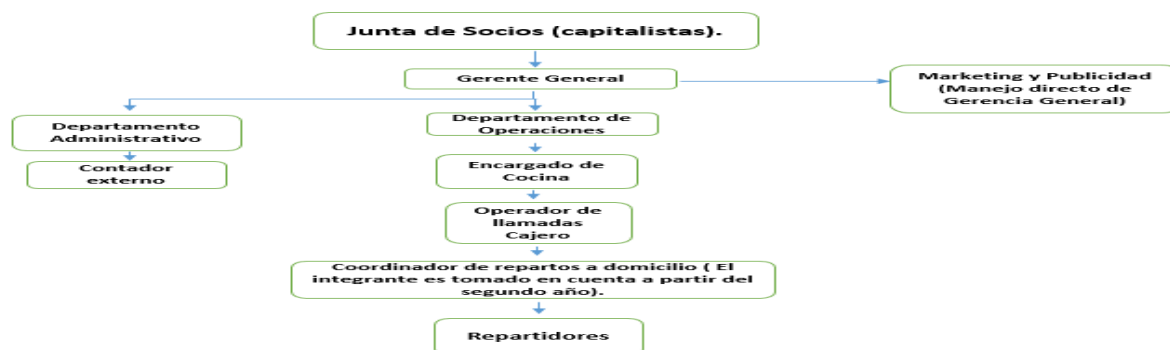 Junta de Socios (capitalistas).
Gerente General
Marketing y Publicidad
(Manejo directo de
Gerencia General)
Departamento
Administrativo
Departamento de
Operaciones
Contador
externo
Encargado de
Cocina
Operador de
llamadas
Cajero
Coordinador de repartos a domicilio ( El
integrante es tomado en cuenta a partir del
segundo año).
Repartidores